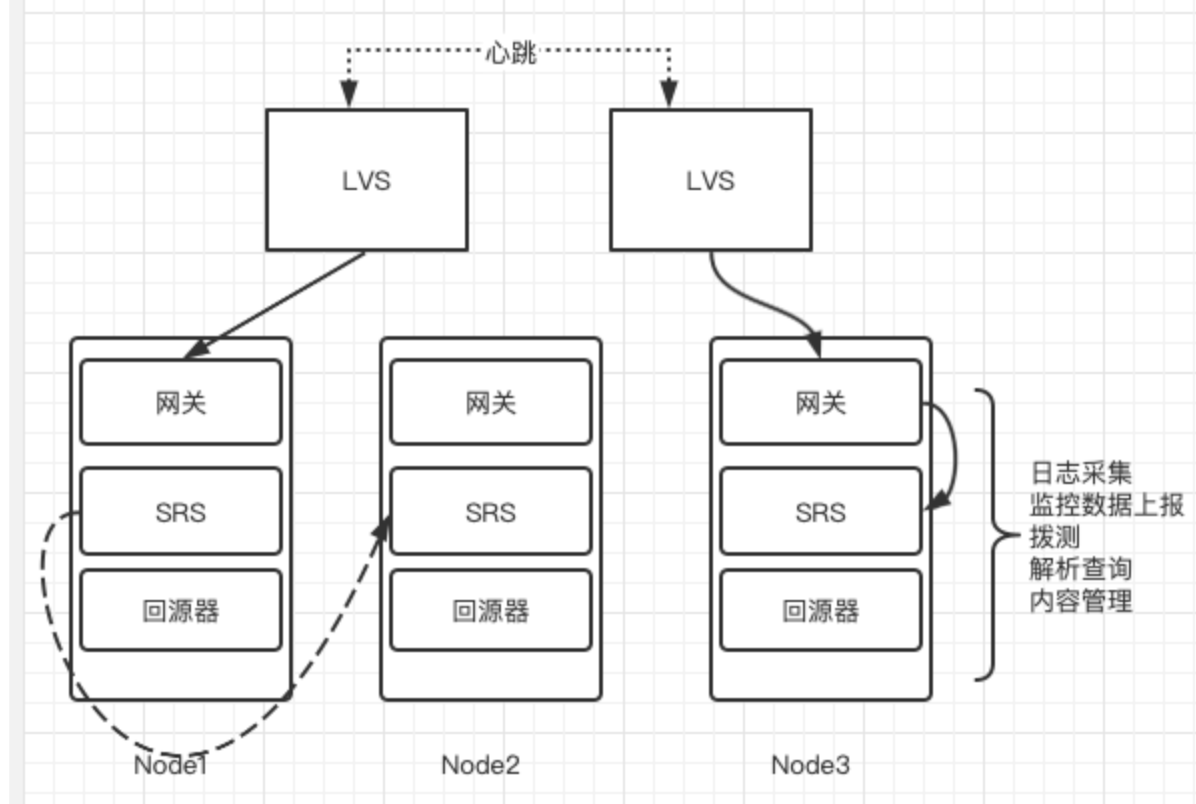 心跳
LVS
LVS
网关
网关
网关
SRS
SRS
SRS
回源器
回源器
回源器
日志采集
监控数据上报
拨测
解析查询
内容管理
Node1
Node2
Node3